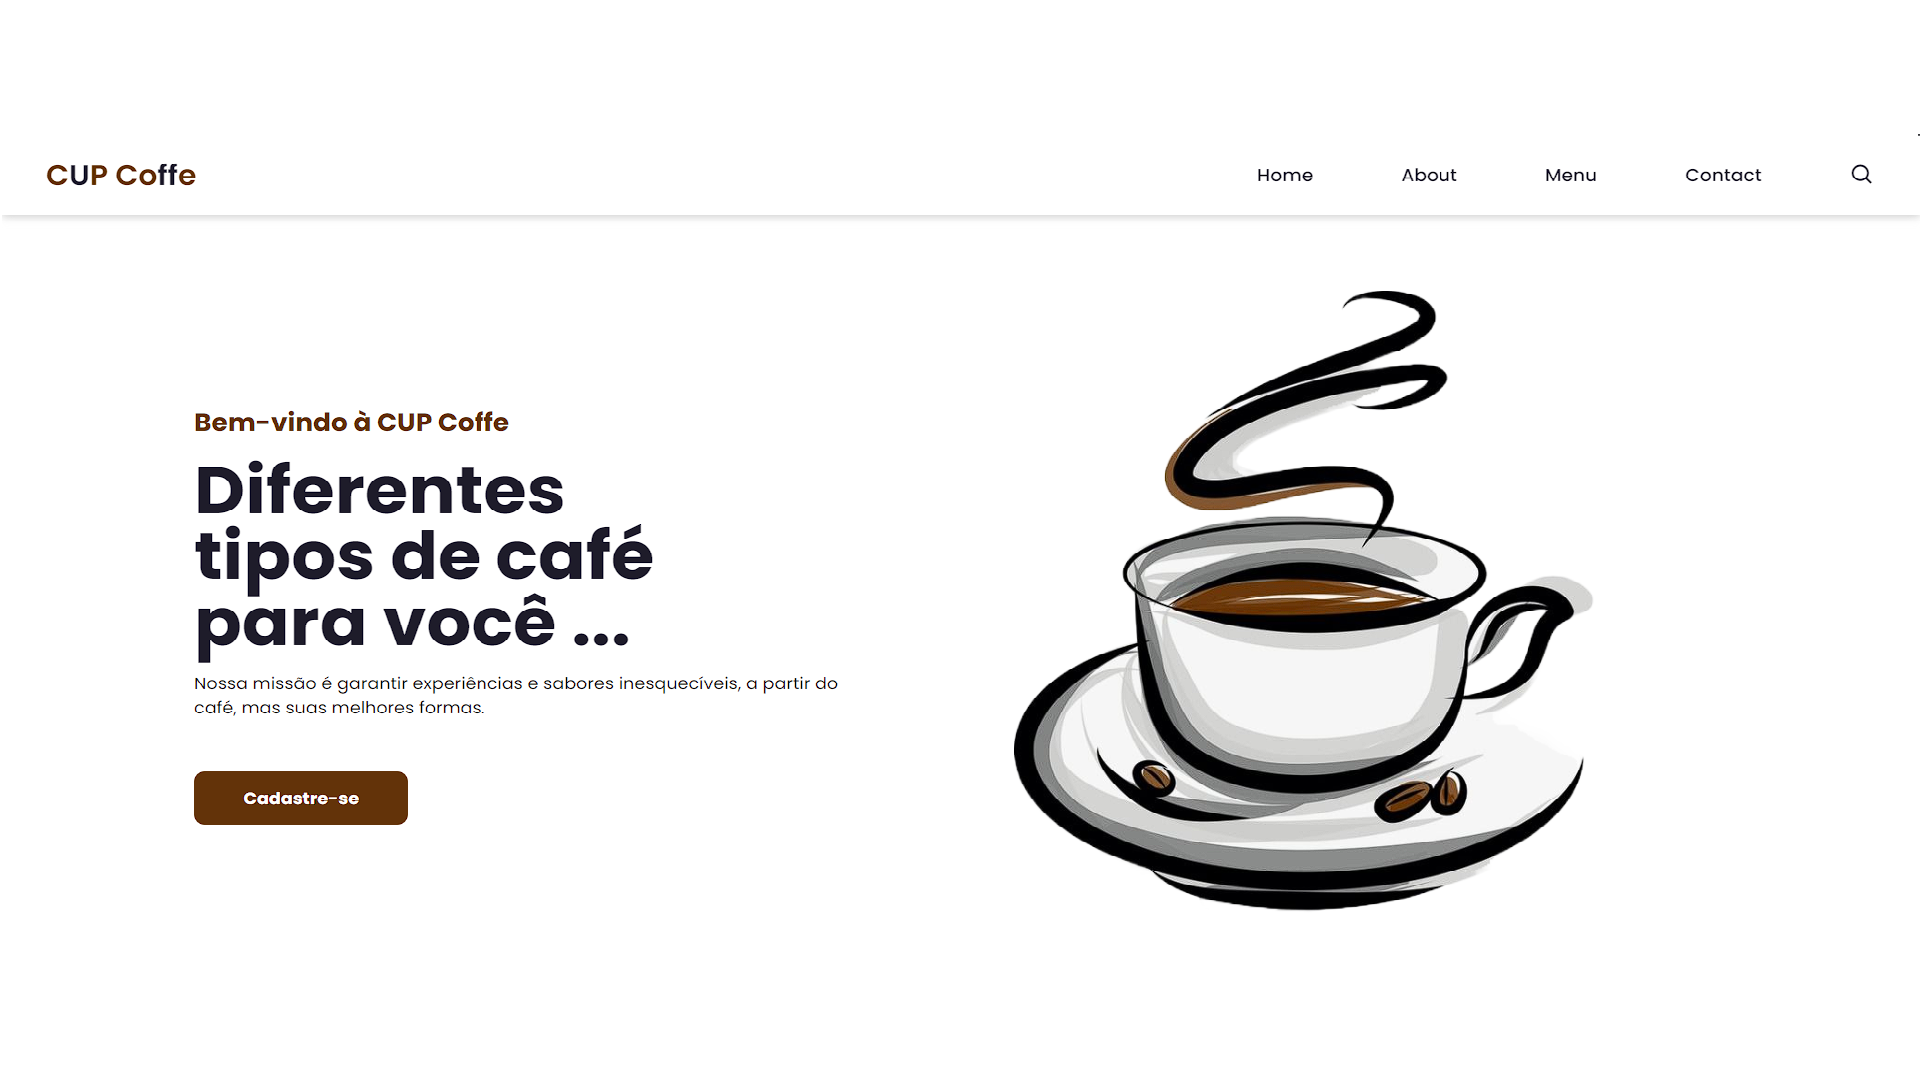 CUP Coffe
Home About Menu Contact
Bem-vindo à CUP Coffe
Diferentes
tipos de café
para você ...
Nossa missão é garantir experiências e sabores inesquecíveis, a partir do
café, mas suas melhores formas.
Cadastre-se